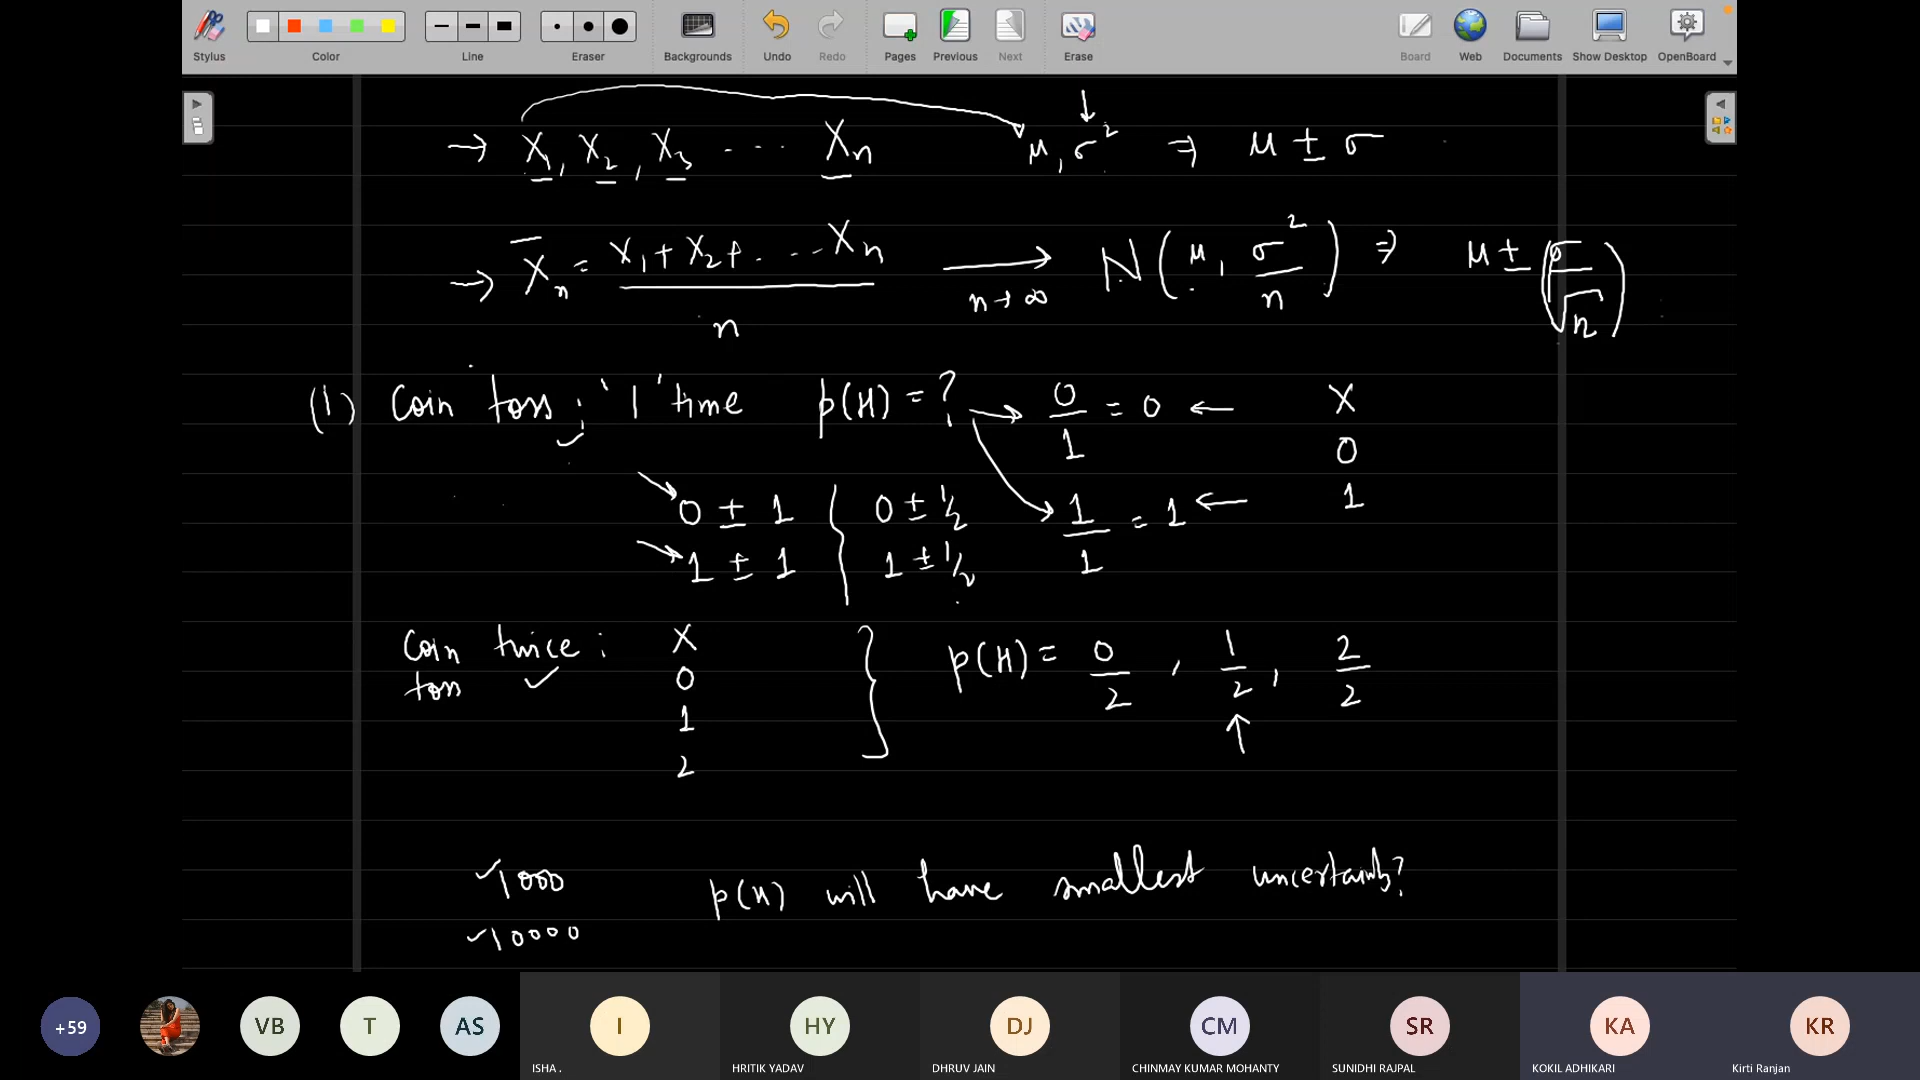 Stylus Color Line Eraser Backgrounds Undo Redo Pages Previous Next Erase Board Web Documents Show Desktop OpenBoard
→ X₁, X₂, X₃ - - - - Xₙ μ, σ² ⇒ μ ± σ
→ X̄ₙ = X₁ + X₂ + . . . - Xₙ / n → n→∞ N(μ, σ²/n) ⇒ μ ± (σ/√n)
(1) Coin toss; '1' time p(H) = ? → 0/1 = 0 ← X
0
0 ± 1 0 ± 1/2 → 1/1 = 1 ← 1
1 ± 1 1 ± 1/2
Coin twice: X p(H) = 0/2, 1/2, 2/2
toss ✓ 0
1 ↑
2
✓1000 p(H) will have smallest uncertainty?
✓10000
+59 VB T AS I HY DJ CM SR KA KR
ISHA . HRITIK YADAV DHRUV JAIN CHINMAY KUMAR MOHANTY SUNIDHI RAJPAL KOKIL ADHIKARI Kirti Ranjan